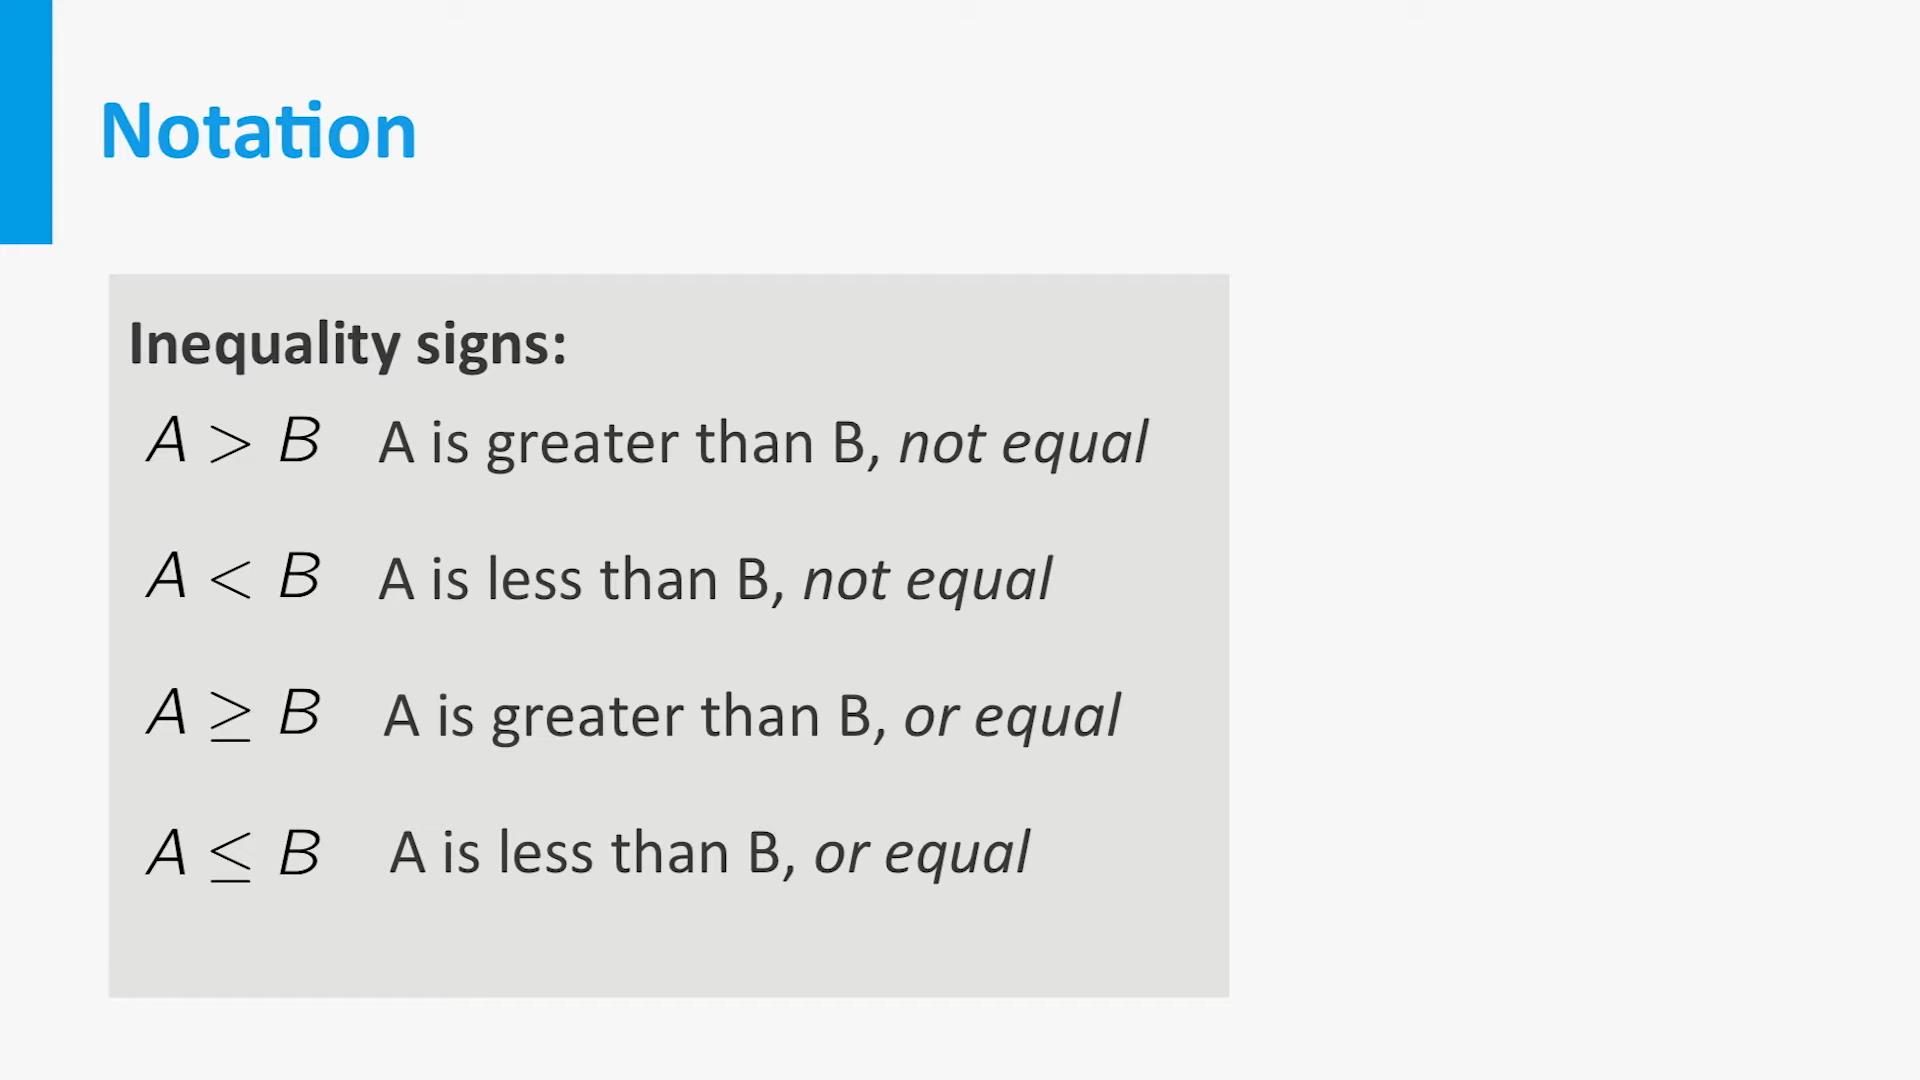 Notation
Inequality signs:
A > B A is greater than B, not equal
A < B A is less than B, not equal
A ≥ B A is greater than B, or equal
A ≤ B A is less than B, or equal